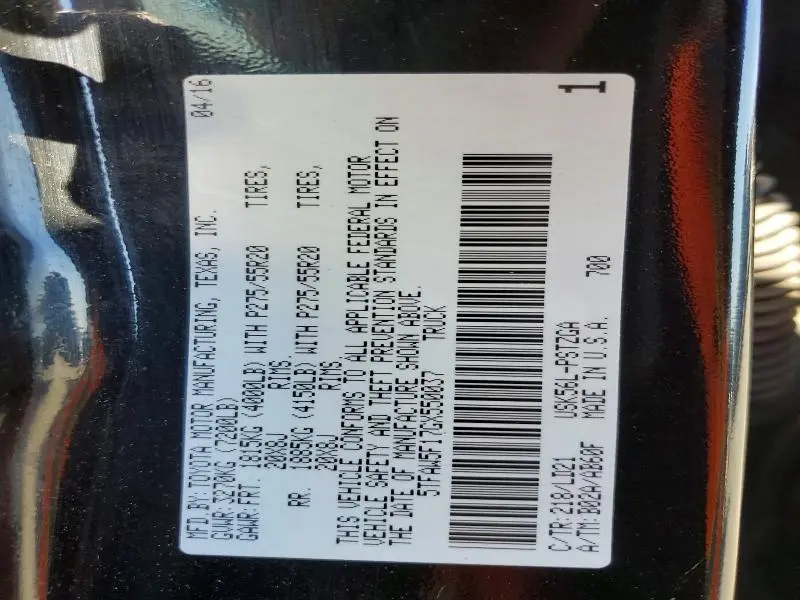 MFD.BY: TOYOTA MOTOR MANUFACTURING, TEXAS, INC. 04/16
GVWR: 3270KG (7200LB)
GAWR: FRT. 1815KG (4000LB) WITH P275/55R20 TIRES,
20X8J RIMS.
RR. 1885KG (4150LB) WITH P275/55R20 TIRES,
20X8J RIMS.
THIS VEHICLE CONFORMS TO ALL APPLICABLE FEDERAL MOTOR
VEHICLE SAFETY AND THEFT PREVENTION STANDARDS IN EFFECT ON
THE DATE OF MANUFACTURE SHOWN ABOVE.
5TFAW5F17GX550037 TRUCK
C/TR: 218/LD21 USK56L-PSTZGA
A/TM: B02A/AB60F MADE IN U.S.A. 700
1